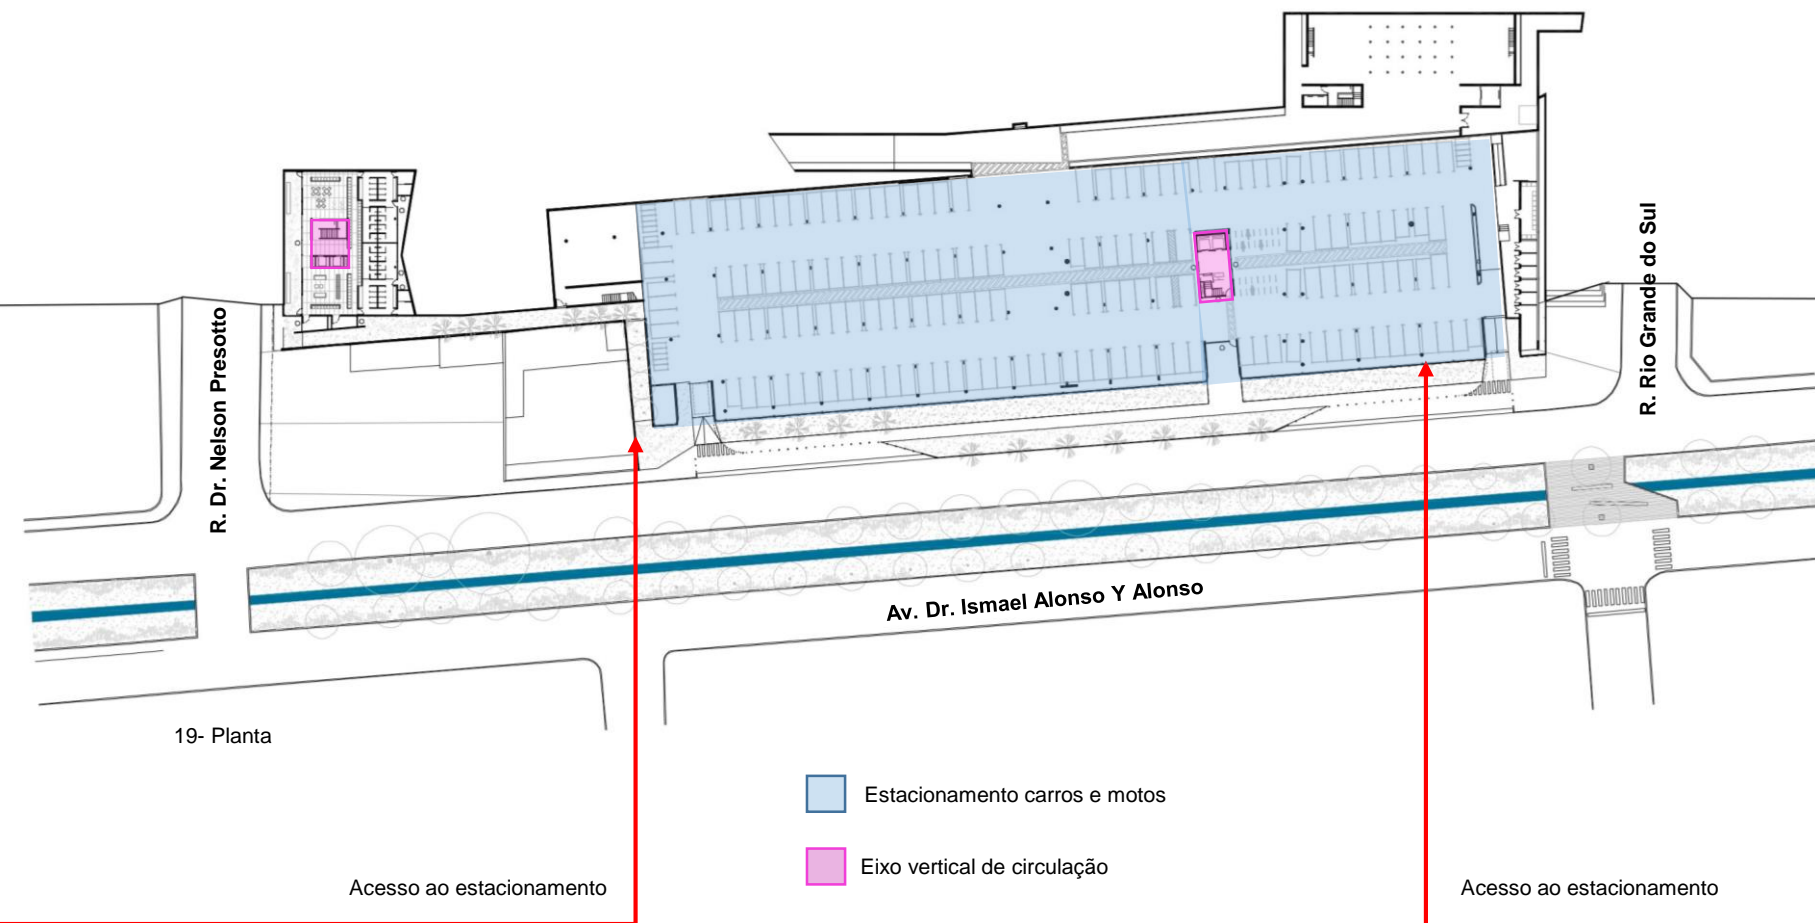 R. Dr. Nelson Presotto
R. Rio Grande do Sul
Av. Dr. Ismael Alonso Y Alonso
19- Planta
Estacionamento carros e motos
Eixo vertical de circulação
Acesso ao estacionamento
Acesso ao estacionamento